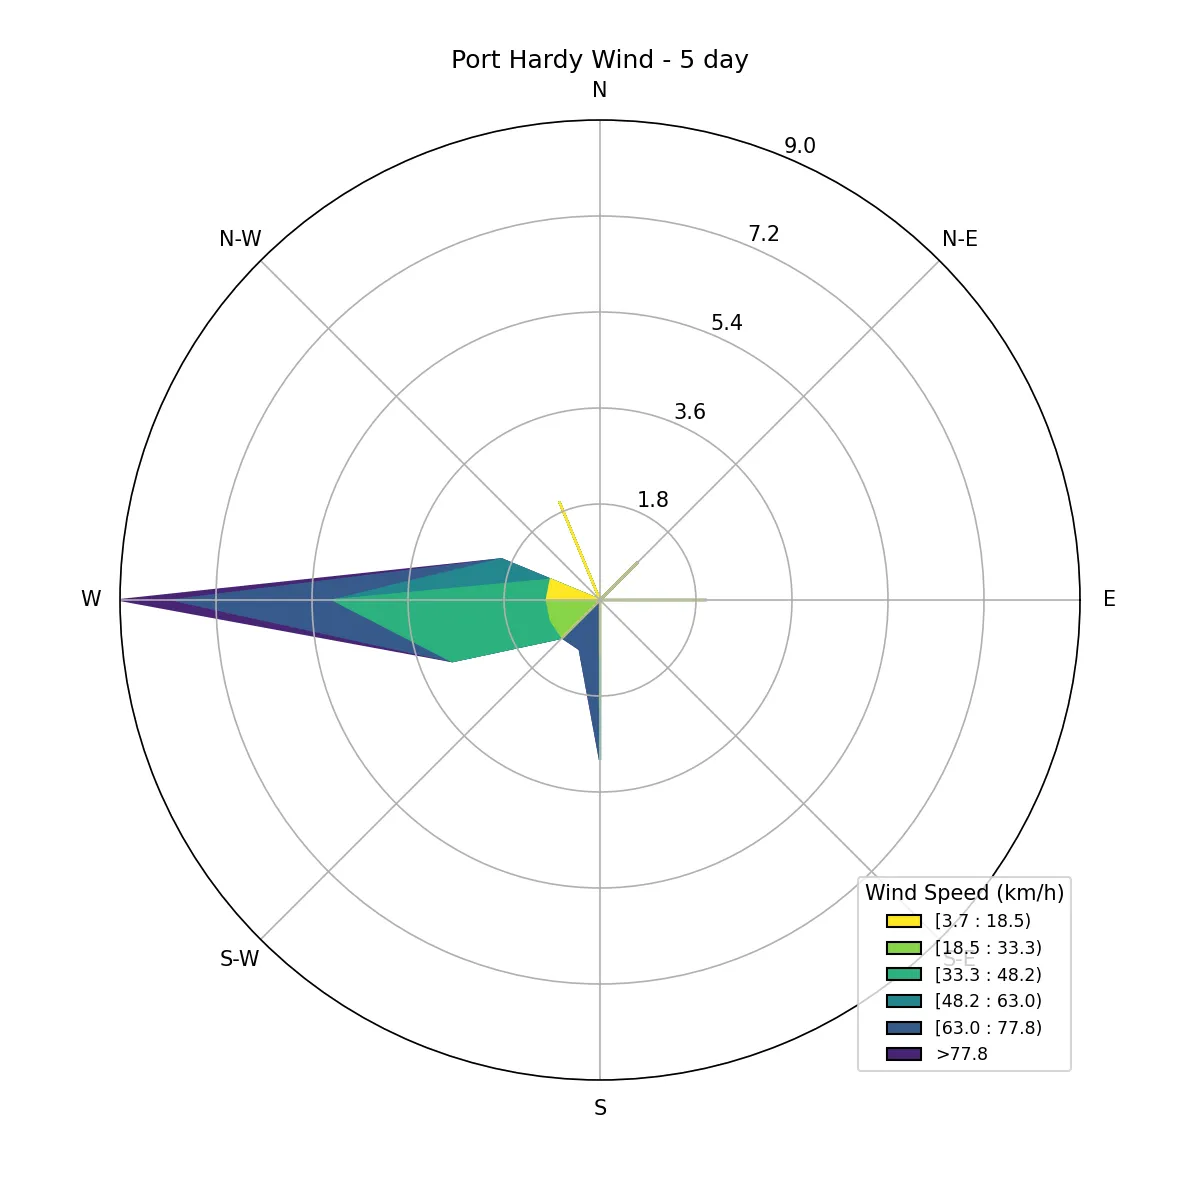 Port Hardy Wind - 5 day
N
9.0
N-W
7.2
N-E
5.4
3.6
1.8
W
E
Wind Speed (km/h)
[3.7 : 18.5)
[18.5 : 33.3)
S-W
S-E
[33.3 : 48.2)
[48.2 : 63.0)
[63.0 : 77.8)
>77.8
S